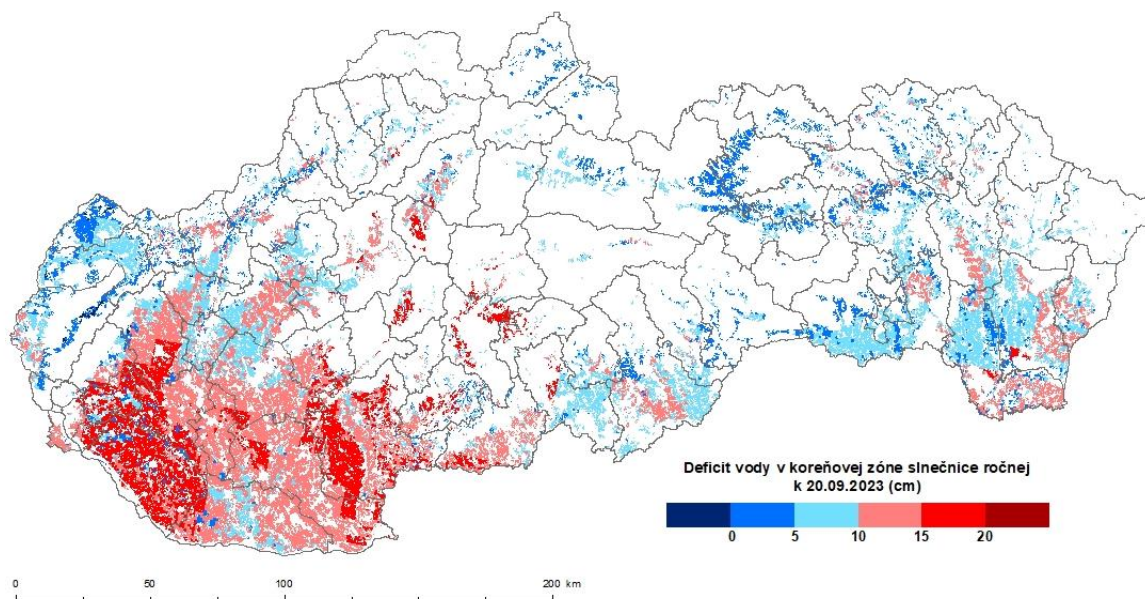 Deficit vody v koreňovej zóne slnečnice ročnej
k 20.09.2023 (cm)
0 5 10 15 20
0 50 100 200 km